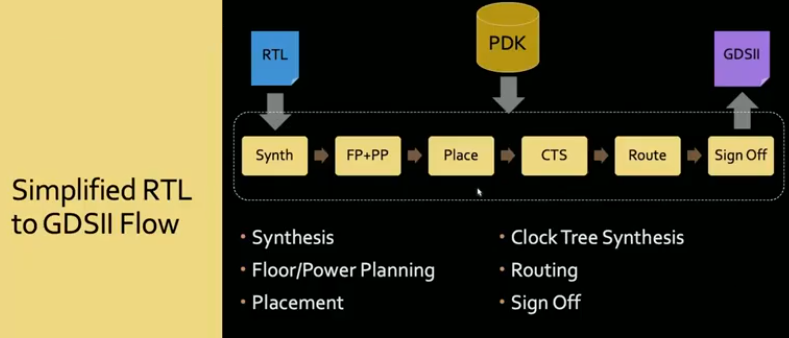 Simplified RTL
to GDSII Flow
RTL
PDK
GDSII
Synth
FP+PP
Place
CTS
Route
Sign Off
• Synthesis
• Floor/Power Planning
• Placement
• Clock Tree Synthesis
• Routing
• Sign Off